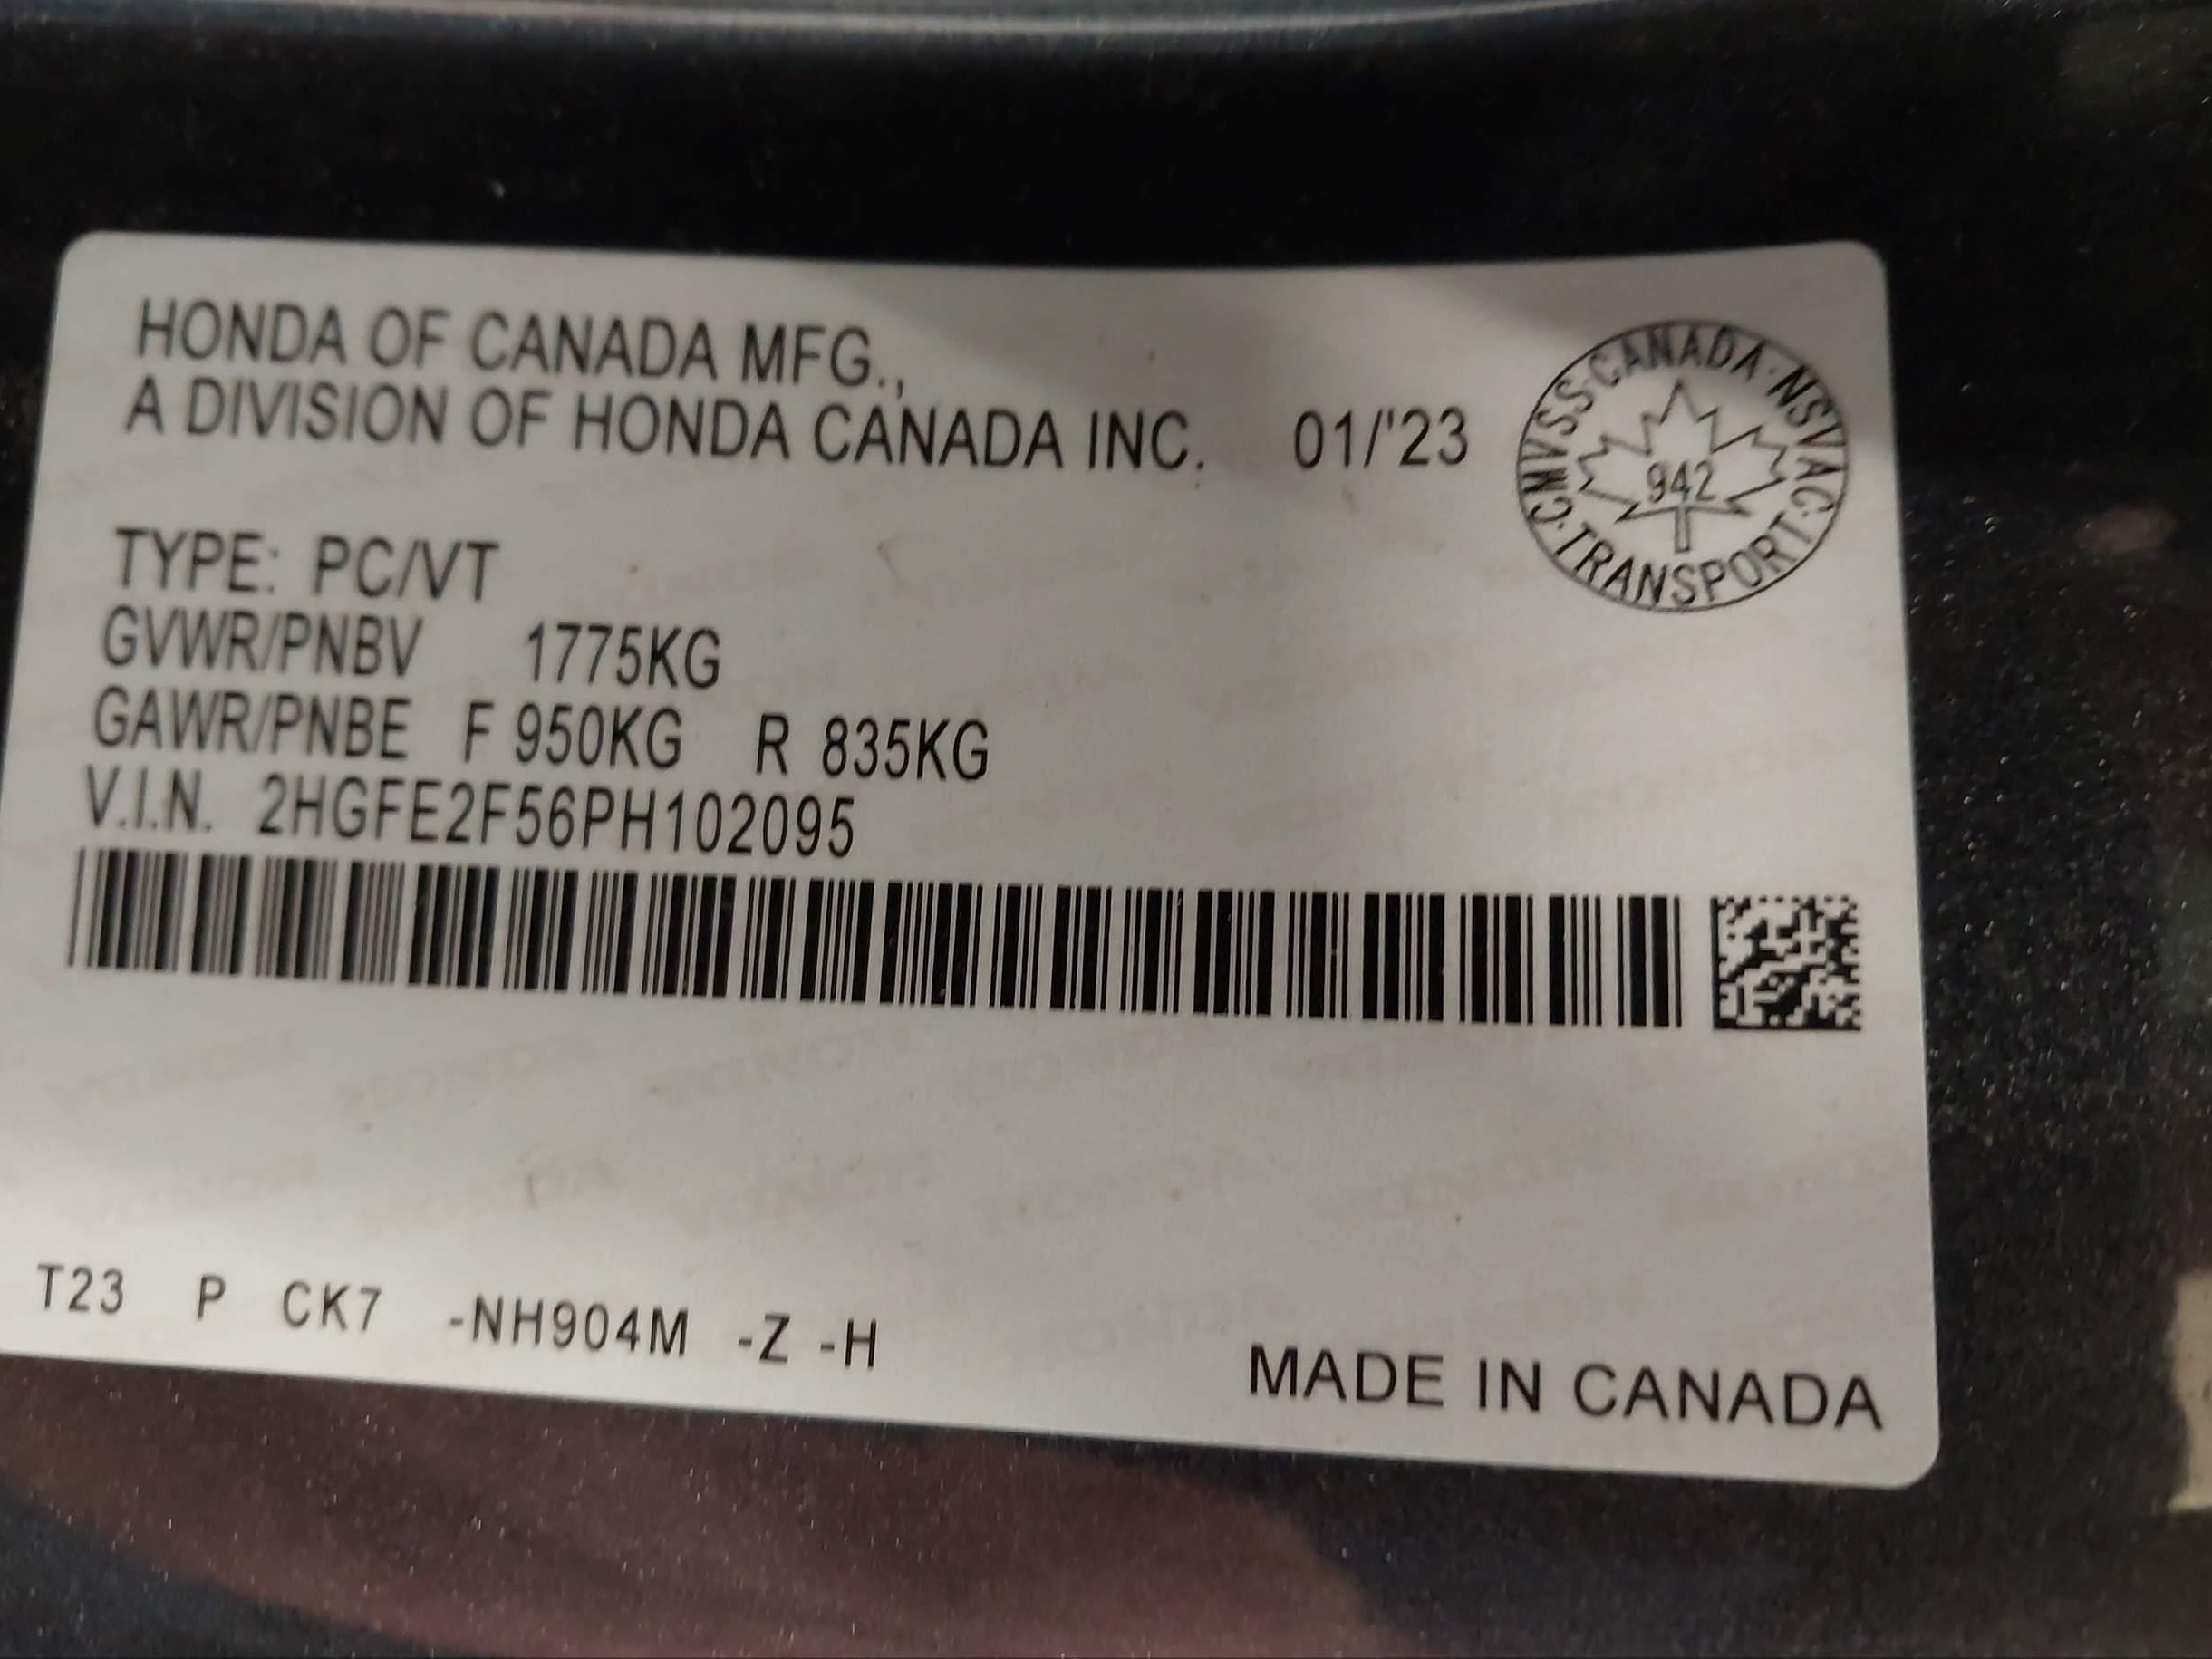 HONDA OF CANADA MFG.,
A DIVISION OF HONDA CANADA INC. 01/'23
CMVSS·CANADA·NSVAC·TRANSPORT·
942
TYPE: PC/VT
GVWR/PNBV 1775KG
GAWR/PNBE F 950KG R 835KG
V.I.N. 2HGFE2F56PH102095
T23 P CK7 -NH904M -Z -H
MADE IN CANADA